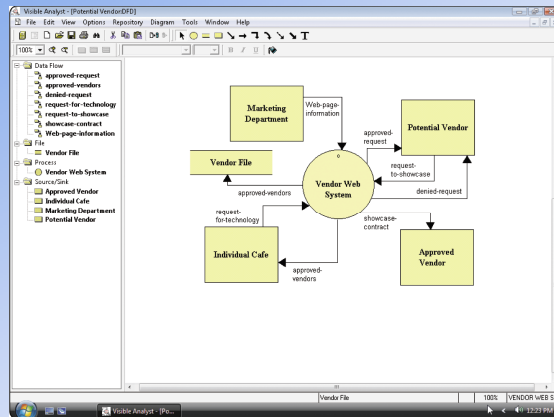 Visible Analyst - [Potential Vendor.DFD]
File Edit View Options Repository Diagram Tools Window Help
100%
B I U
Data Flow
approved-request
approved-vendors
denied-request
request-for-technology
request-to-showcase
showcase-contract
Web-page-information
File
Vendor File
Process
Vendor Web System
Source/Sink
Approved Vendor
Individual Cafe
Marketing Department
Potential Vendor
Marketing
Department
Web-page-
information
approved-
request
Potential Vendor
Vendor File
0
Vendor Web
System
request-
to-showcase
approved-vendors
denied-request
request-
for-technology
showcase-
contract
Individual Cafe
approved-
vendors
Approved
Vendor
Vendor File
100%
VENDOR WEB
Visible Analyst - [Po...
12:23 PM